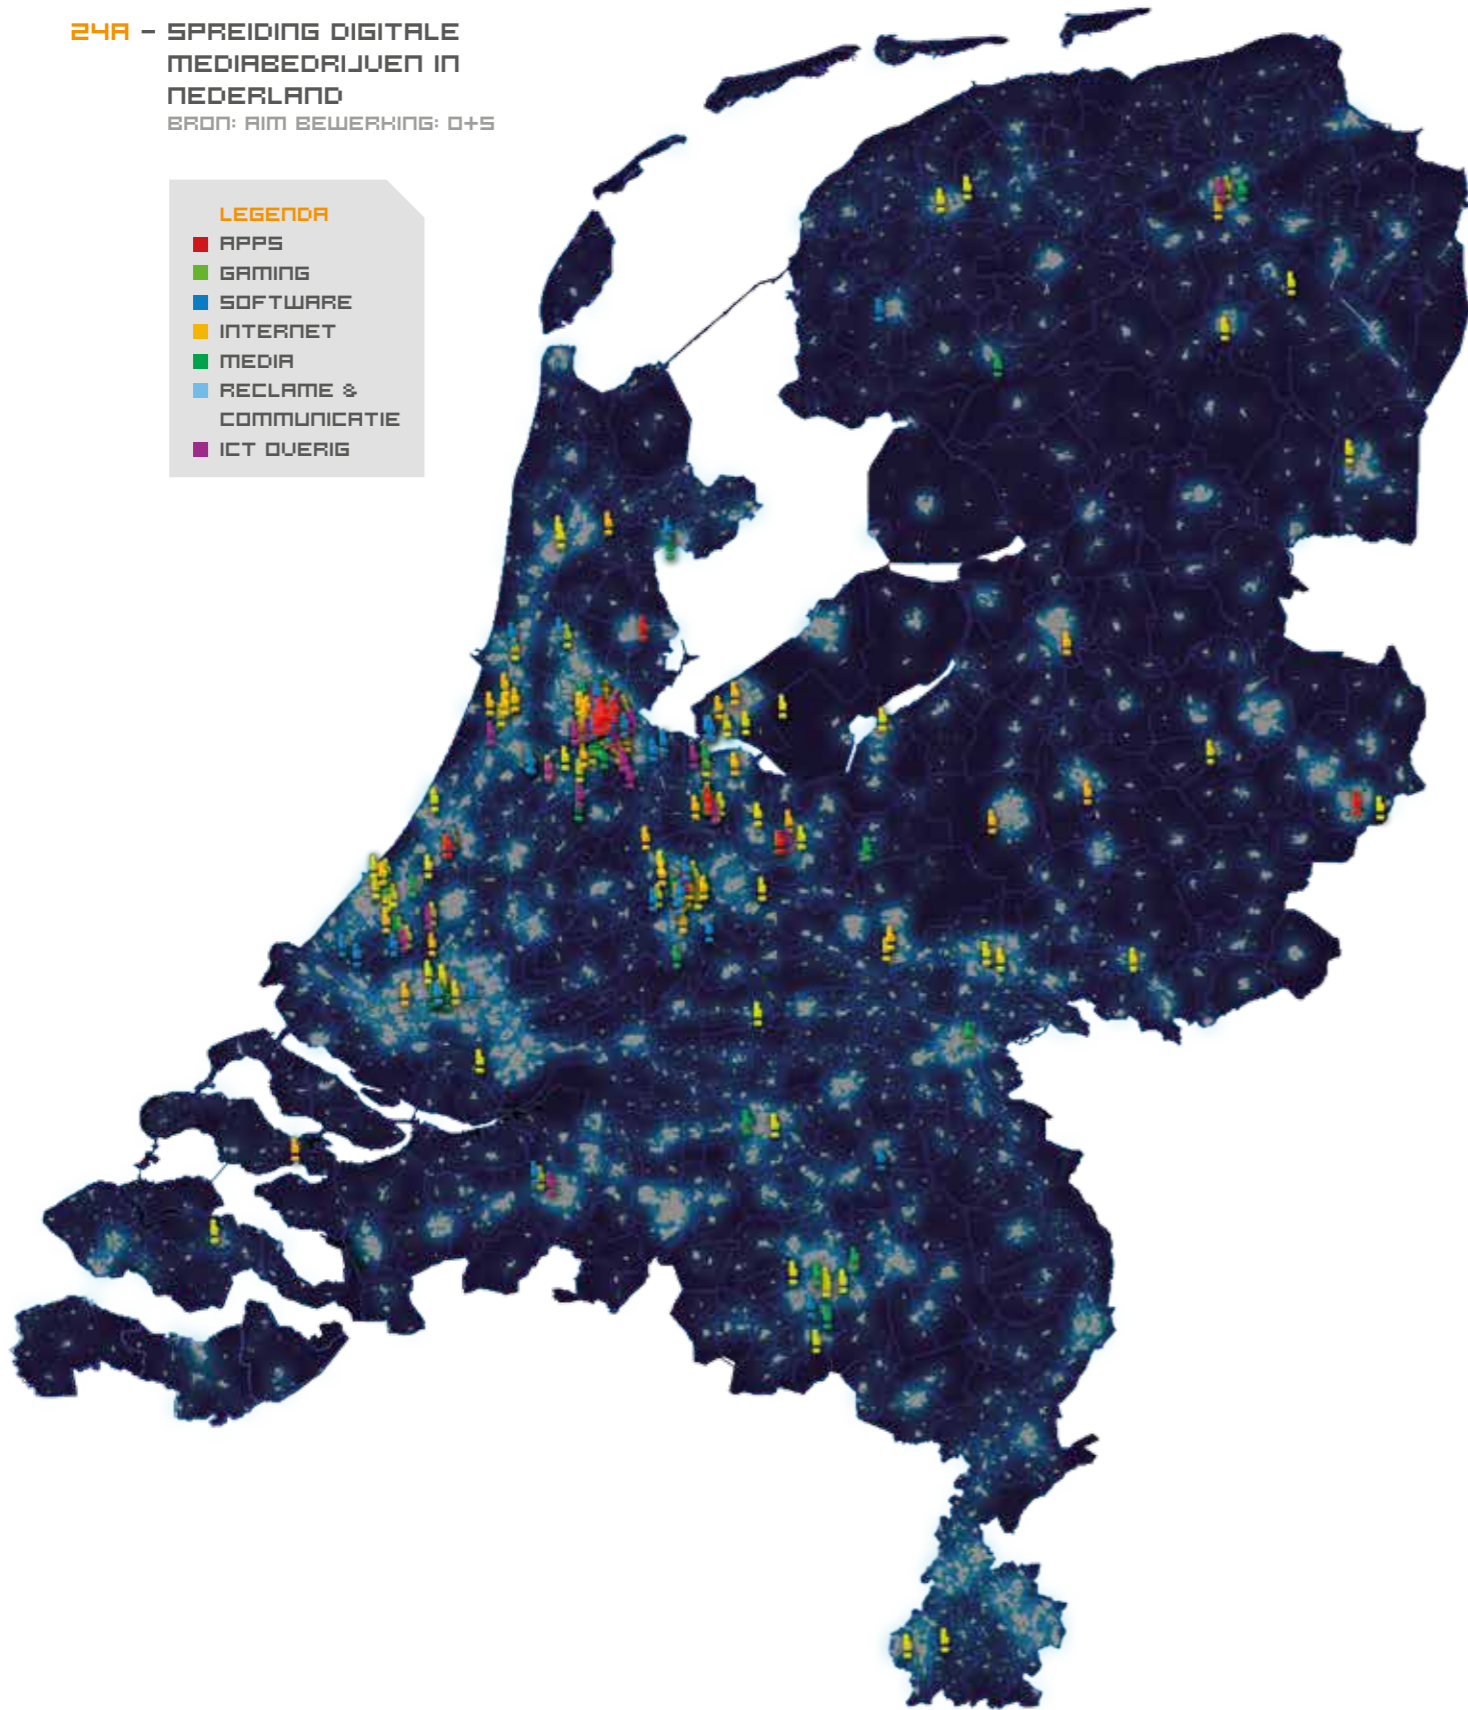 24A - SPREIDING DIGITALE
MEDIABEDRIJVEN IN
NEDERLAND
BRON: AIM BEWERKING: O+S
LEGENDA
APPS
GAMING
SOFTWARE
INTERNET
MEDIA
RECLAME &
COMMUNICATIE
ICT OVERIG